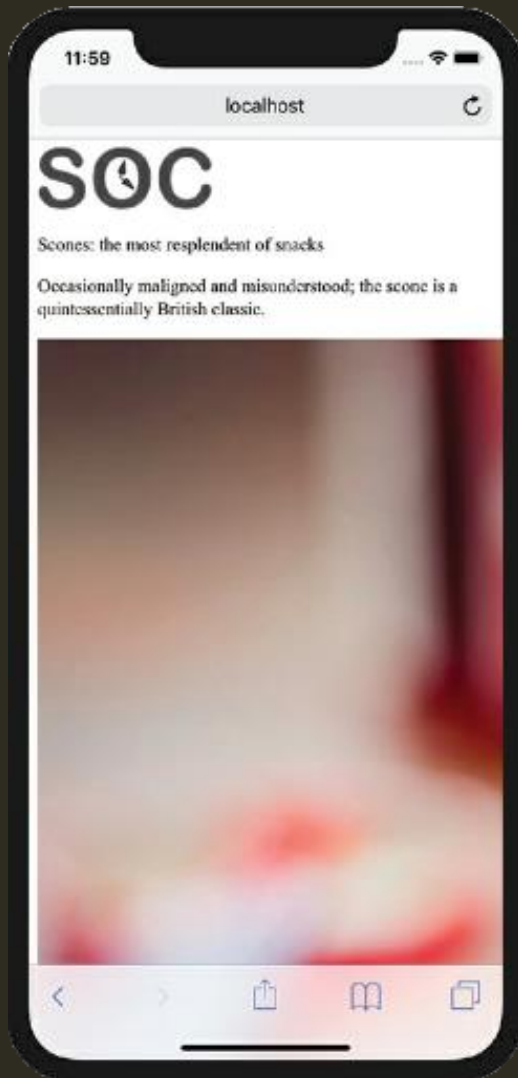 11:59
localhost
SOC
Scones: the most resplendent of snacks
Occasionally maligned and misunderstood; the scone is a
quintessentially British classic.